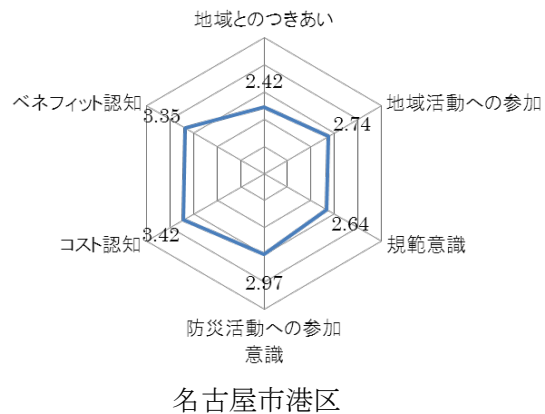 地域とのつきあい
2.42
ベネフィット認知
地域活動への参加
3.35
2.74
コスト認知
3.42
2.64
規範意識
2.97
防災活動への参加
意識
名古屋市港区